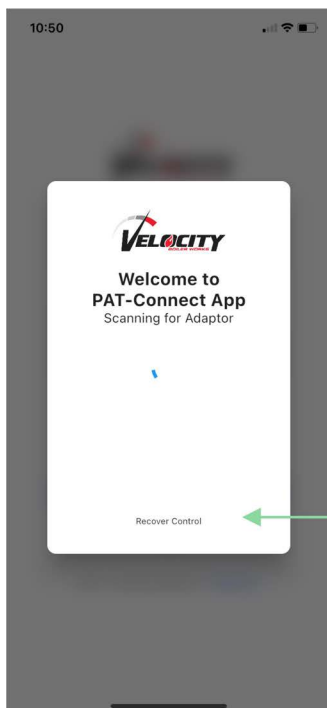 10:50
VELOCITY
BOILER WORKS
Welcome to
PAT-Connect App
Scanning for Adaptor
Recover Control